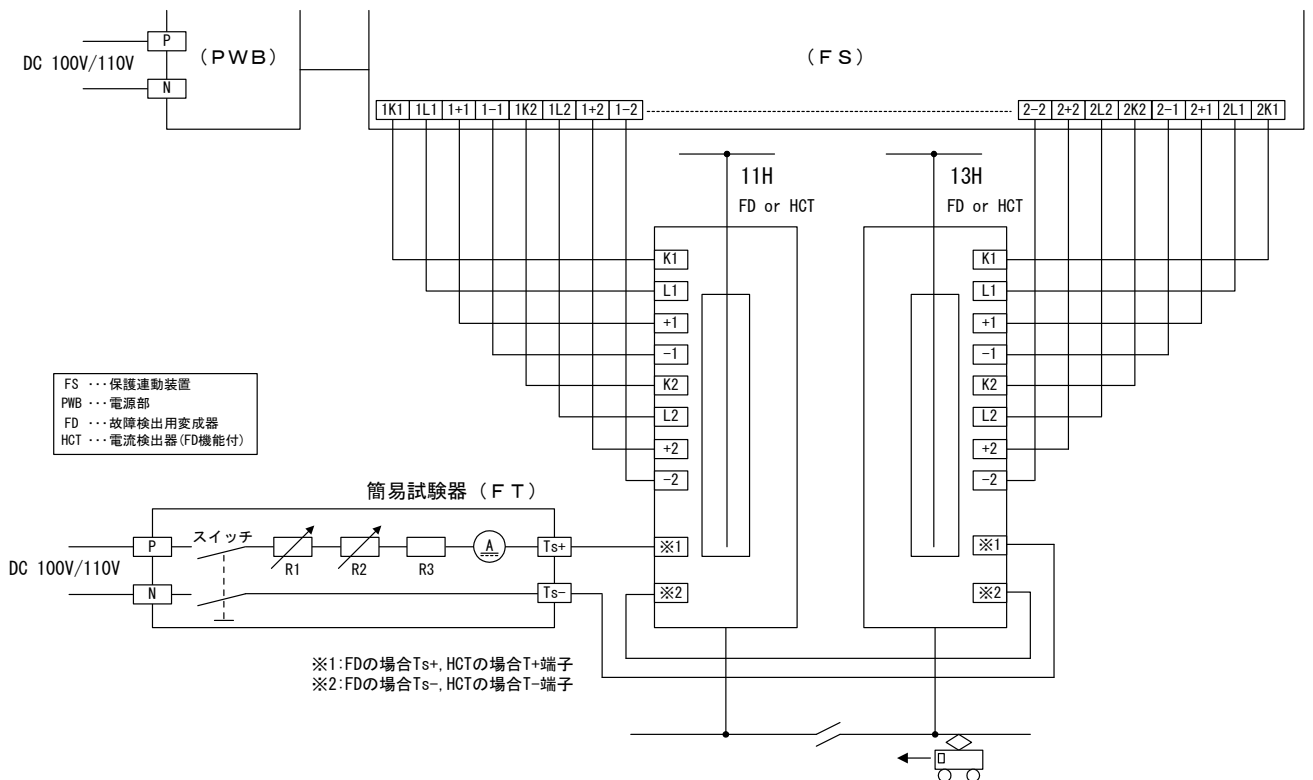 P
DC 100V/110V
N
(PWB)
(FS)
1K1 1L1 1+1 1-1 1K2 1L2 1+2 1-2
2-2 2+2 2L2 2K2 2-1 2+1 2L1 2K1
11H
FD or HCT
13H
FD or HCT
K1
L1
+1
-1
K2
L2
+2
-2
※1
※2
K1
L1
+1
-1
K2
L2
+2
-2
※1
※2
FS ･･･保護連動装置
PWB ･･･電源部
FD ･･･故障検出用変成器
HCT ･･･電流検出器(FD機能付)
簡易試験器(FT)
P
スイッチ
R1
R2
R3
A
Ts+
DC 100V/110V
N
Ts-
※1:FDの場合Ts+,HCTの場合T+端子
※2:FDの場合Ts-,HCTの場合T-端子